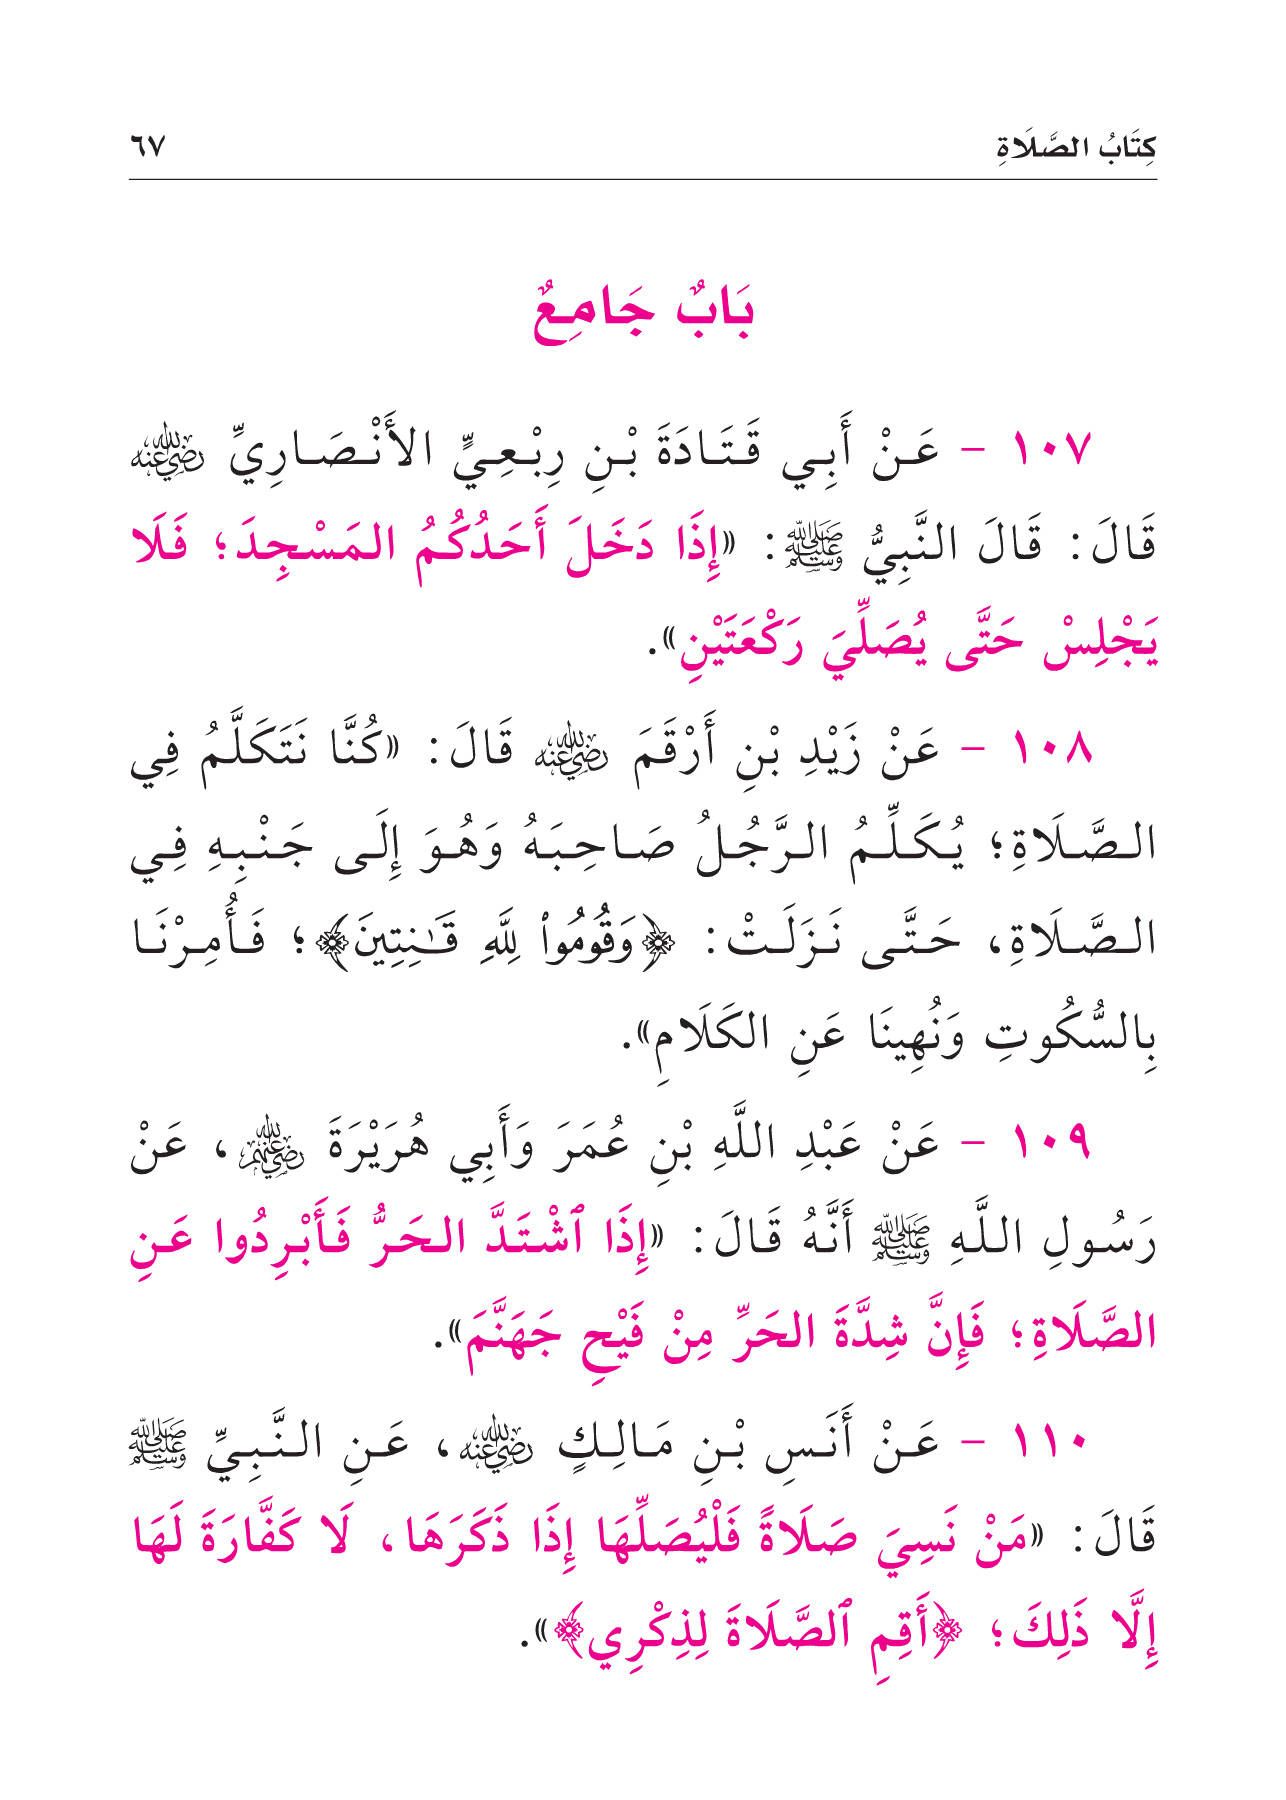 كِتَابُ الصَّلَاةِ ٦٧
بَابٌ جَامِعٌ
١٠٧ - عَنْ أَبِي قَتَادَةَ بْنِ رِبْعِيٍّ الأَنْصَارِيِّ رضي الله عنه
قَالَ: قَالَ النَّبِيُّ ﷺ: «إِذَا دَخَلَ أَحَدُكُمُ المَسْجِدَ؛ فَلَا
يَجْلِسْ حَتَّى يُصَلِّيَ رَكْعَتَيْنِ».
١٠٨ - عَنْ زَيْدِ بْنِ أَرْقَمَ رضي الله عنه قَالَ: «كُنَّا نَتَكَلَّمُ فِي
الصَّلَاةِ؛ يُكَلِّمُ الرَّجُلُ صَاحِبَهُ وَهُوَ إِلَى جَنْبِهِ فِي
الصَّلَاةِ، حَتَّى نَزَلَتْ: ﴿وَقُومُوا۟ لِلَّهِ قَـٰنِتِينَ﴾؛ فَأُمِرْنَا
بِالسُّكُوتِ وَنُهِينَا عَنِ الكَلَامِ».
١٠٩ - عَنْ عَبْدِ اللَّهِ بْنِ عُمَرَ وَأَبِي هُرَيْرَةَ رضي الله عنهم، عَنْ
رَسُولِ اللَّهِ ﷺ أَنَّهُ قَالَ: «إِذَا ٱشْتَدَّ الحَرُّ فَأَبْرِدُوا عَنِ
الصَّلَاةِ؛ فَإِنَّ شِدَّةَ الحَرِّ مِنْ فَيْحِ جَهَنَّمَ».
١١٠ - عَنْ أَنَسِ بْنِ مَالِكٍ رضي الله عنه، عَنِ النَّبِيِّ ﷺ
قَالَ: «مَنْ نَسِيَ صَلَاةً فَلْيُصَلِّهَا إِذَا ذَكَرَهَا، لَا كَفَّارَةَ لَهَا
إِلَّا ذَلِكَ؛ ﴿أَقِمِ ٱلصَّلَاةَ لِذِكْرِي﴾».